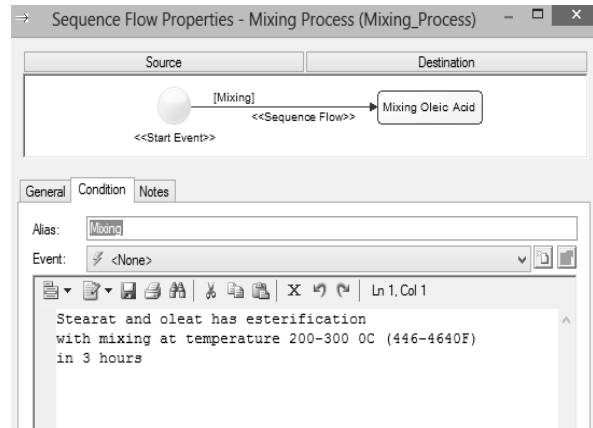 Sequence Flow Properties - Mixing Process (Mixing_Process)
Source Destination
[Mixing]
<<Sequence Flow>>
Mixing Oleic Acid
<<Start Event>>
General Condition Notes
Alias: Mixing
Event: <None>
X Ln 1, Col 1
Stearat and oleat has esterification
with mixing at temperature 200-300 0C (446-4640F)
in 3 hours